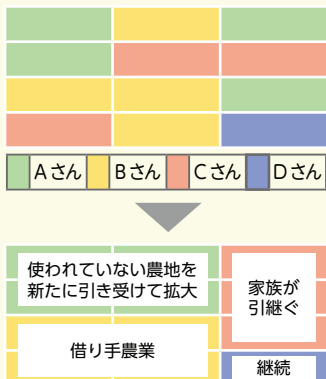 Aさん Bさん Cさん Dさん
使われていない農地を
新たに引き受けて拡大
家族が
引継ぐ
借り手農業
継続